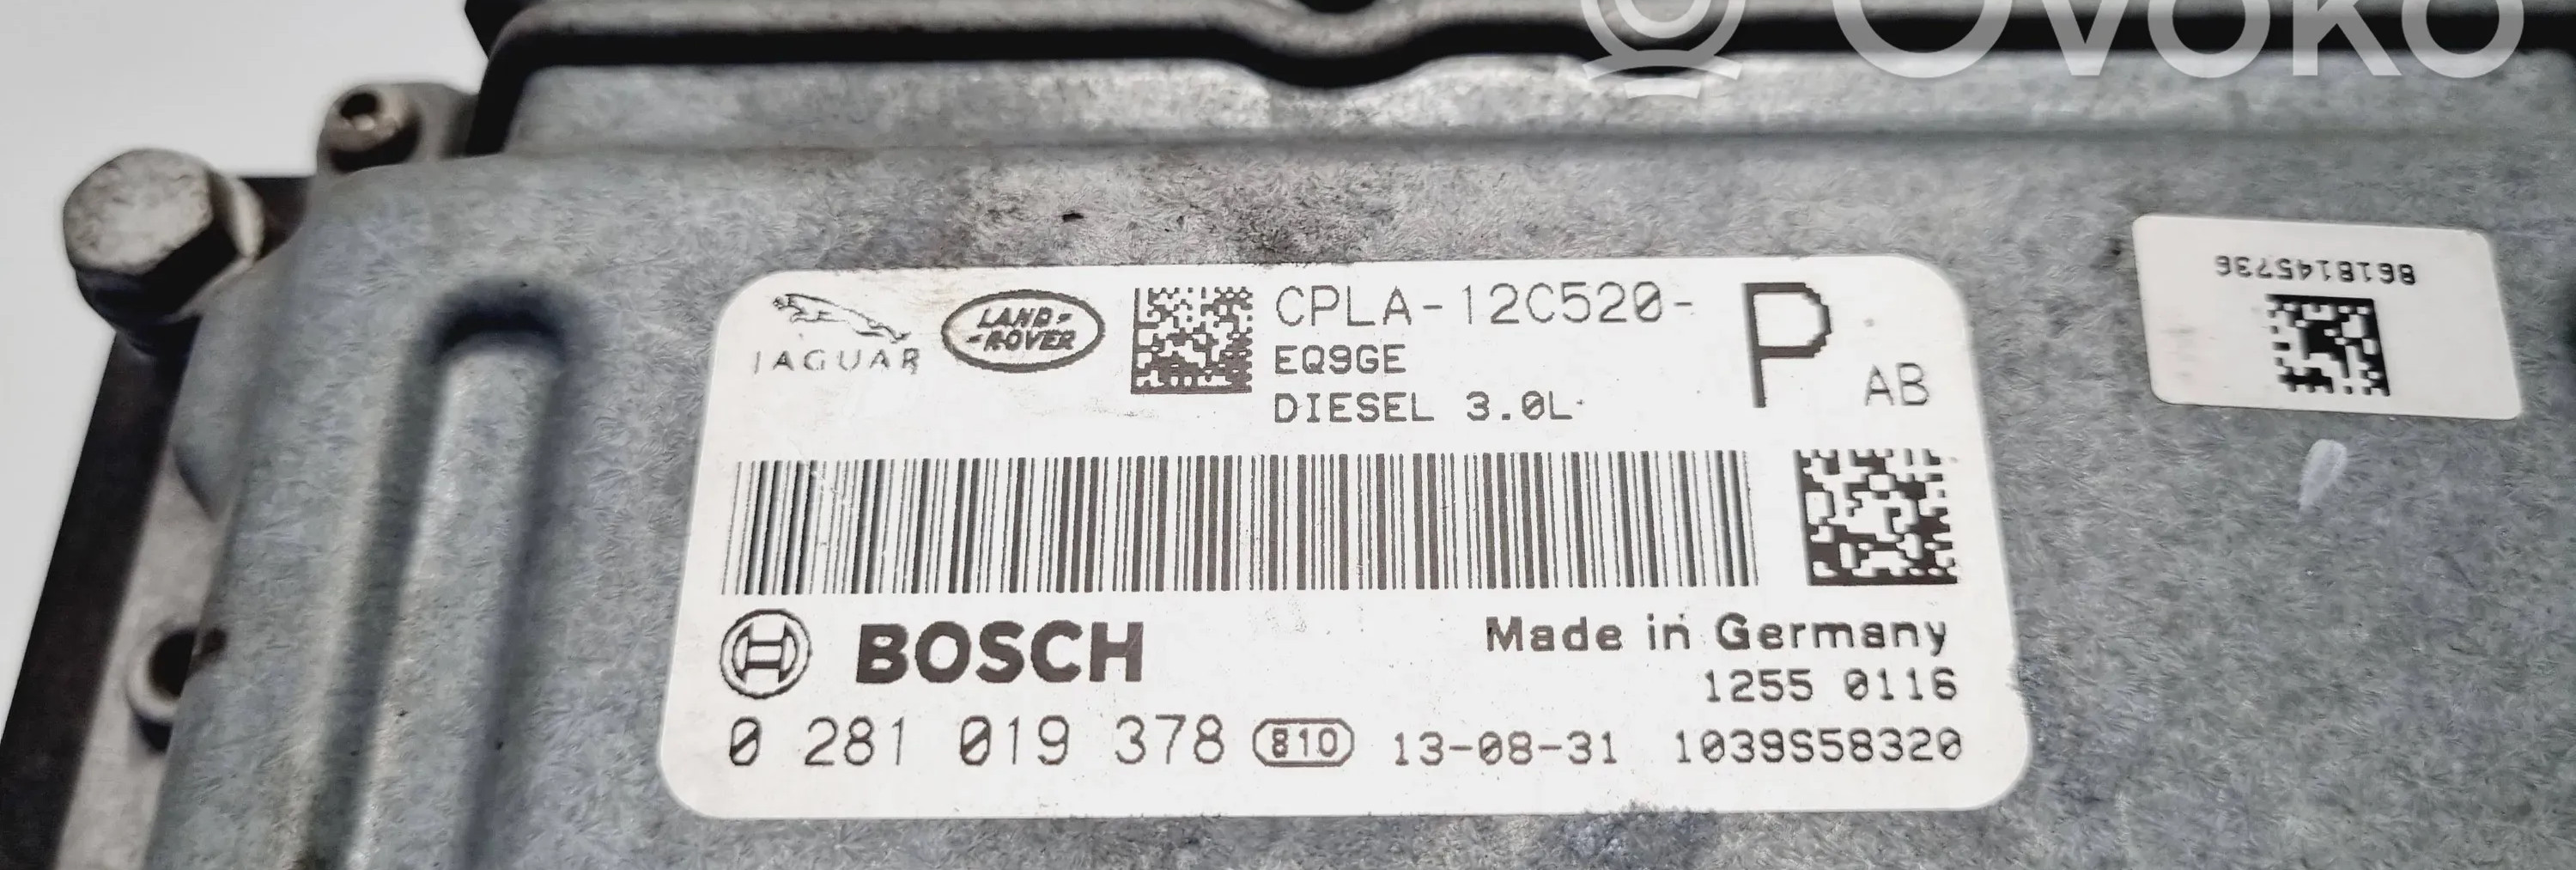 OVOKO
8618145736
JAGUAR
LAND-
-ROVER
CPLA-12C520-
P
AB
EQ9GE
DIESEL 3.0L
BOSCH
Made in Germany
1255 0116
0 281 019 378 810 13-08-31 1039S58320